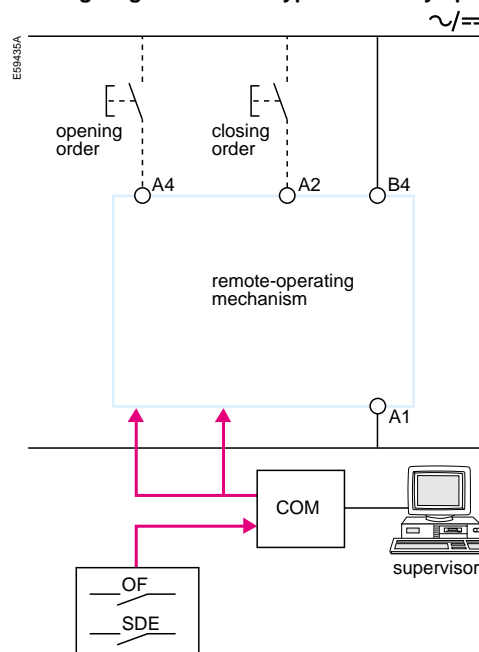 E59435A
opening
order
closing
order
A4
A2
B4
remote-operating
mechanism
A1
COM
supervisor
OF
SDE